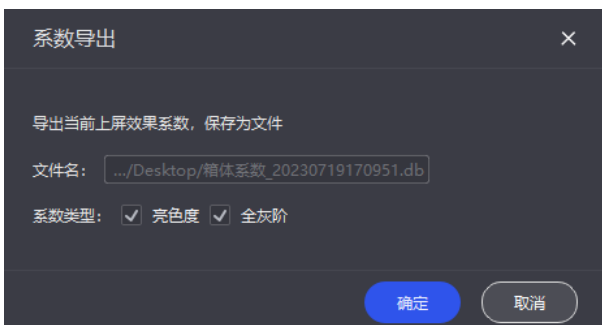 系数导出
导出当前上屏效果系数，保存为文件
文件名： .../Desktop/箱体系数_20230719170951.db
系数类型： 亮色度 全灰阶
确定 取消